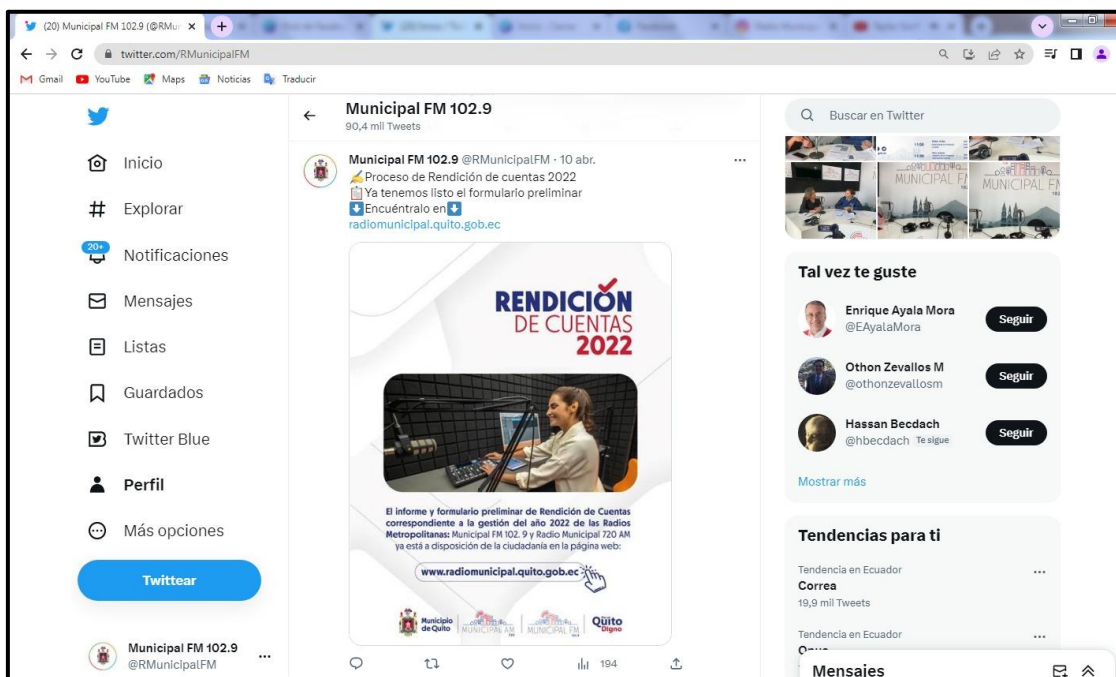 (20) Municipal FM 102.9 (@RMur
twitter.com/RMunicipalFM
Gmail YouTube Maps Noticias Traducir
Inicio
Explorar
20+
Notificaciones
Mensajes
Listas
Guardados
Twitter Blue
Perfil
Más opciones
Twittear
Municipal FM 102.9
@RMunicipalFM
Municipal FM 102.9
90,4 mil Tweets
Municipal FM 102.9 @RMunicipalFM · 10 abr.
Proceso de Rendición de cuentas 2022
Ya tenemos listo el formulario preliminar
Encuéntralo en
radiomunicipal.quito.gob.ec
RENDICIÓN
DE CUENTAS
2022
El informe y formulario preliminar de Rendición de Cuentas
correspondiente a la gestión del año 2022 de las Radios
Metropolitanas: Municipal FM 102. 9 y Radio Municipal 720 AM
ya está a disposición de la ciudadanía en la página web:
www.radiomunicipal.quito.gob.ec
Municipio
de Quito
MUNICIPAL AM
MUNICIPAL FM
Quito
Digno
194
Buscar en Twitter
MUNICIPAL FM
MUNICIPAL FM
Tal vez te guste
Enrique Ayala Mora
@EAyalaMora
Seguir
Othon Zevallos M
@othonzevallosm
Seguir
Hassan Becdach
@hbecdach Te sigue
Seguir
Mostrar más
Tendencias para ti
Tendencia en Ecuador
Correa
19,9 mil Tweets
Tendencia en Ecuador
Mensajes